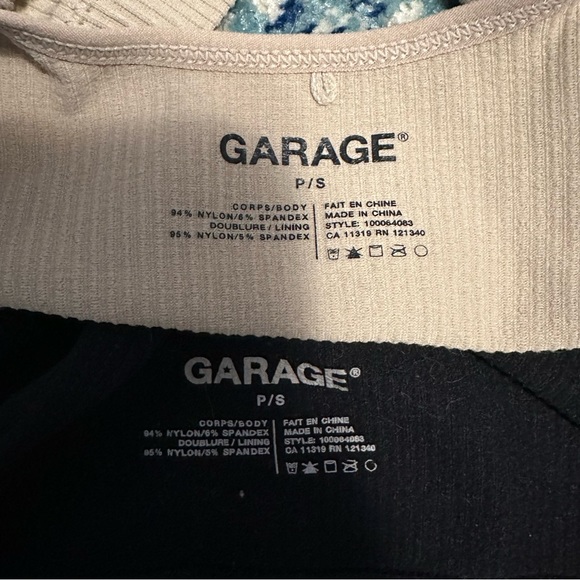 GARAGE®
P/S
CORPS/BODY
94% NYLON/6% SPANDEX
DOUBLURE / LINING
95% NYLON/5% SPANDEX
FAIT EN CHINE
MADE IN CHINA
STYLE: 100064083
CA 11319 RN 121340
GARAGE®
P/S
CORPS/BODY
94% NYLON/6% SPANDEX
DOUBLURE / LINING
95% NYLON/5% SPANDEX
FAIT EN CHINE
MADE IN CHINA
STYLE: 100064083
CA 11319 RN 121340